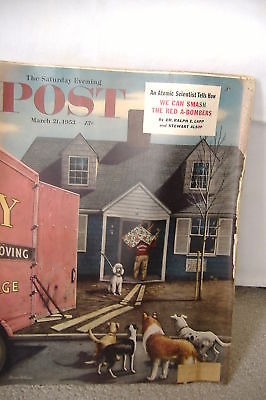 The Saturday Evening
POST
March 21, 1953 15¢
An Atomic Scientist Tells How
WE CAN SMASH
THE RED A-BOMBERS
By DR. RALPH E. LAPP
and STEWART ALSOP
Y
OVING
GE